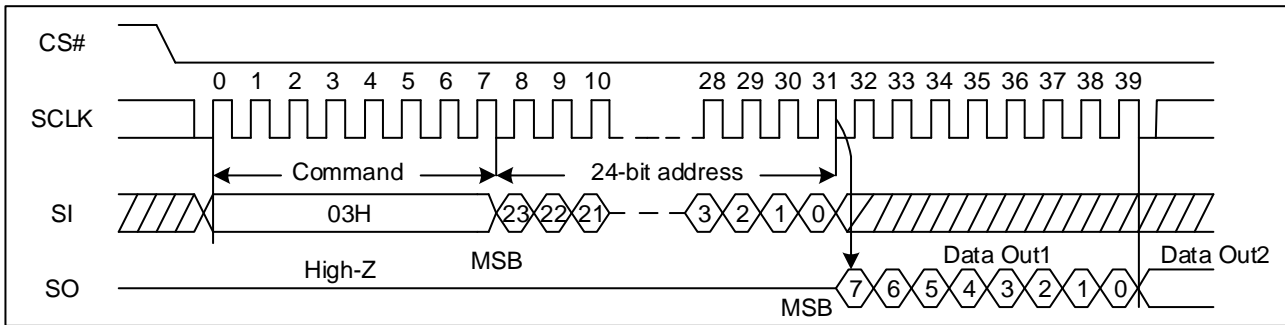 CS#
0 1 2 3 4 5 6 7 8 9 10 28 29 30 31 32 33 34 35 36 37 38 39
SCLK
Command 24-bit address
SI 03H 23 22 21 3 2 1 0
High-Z MSB Data Out1 Data Out2
SO MSB 7 6 5 4 3 2 1 0